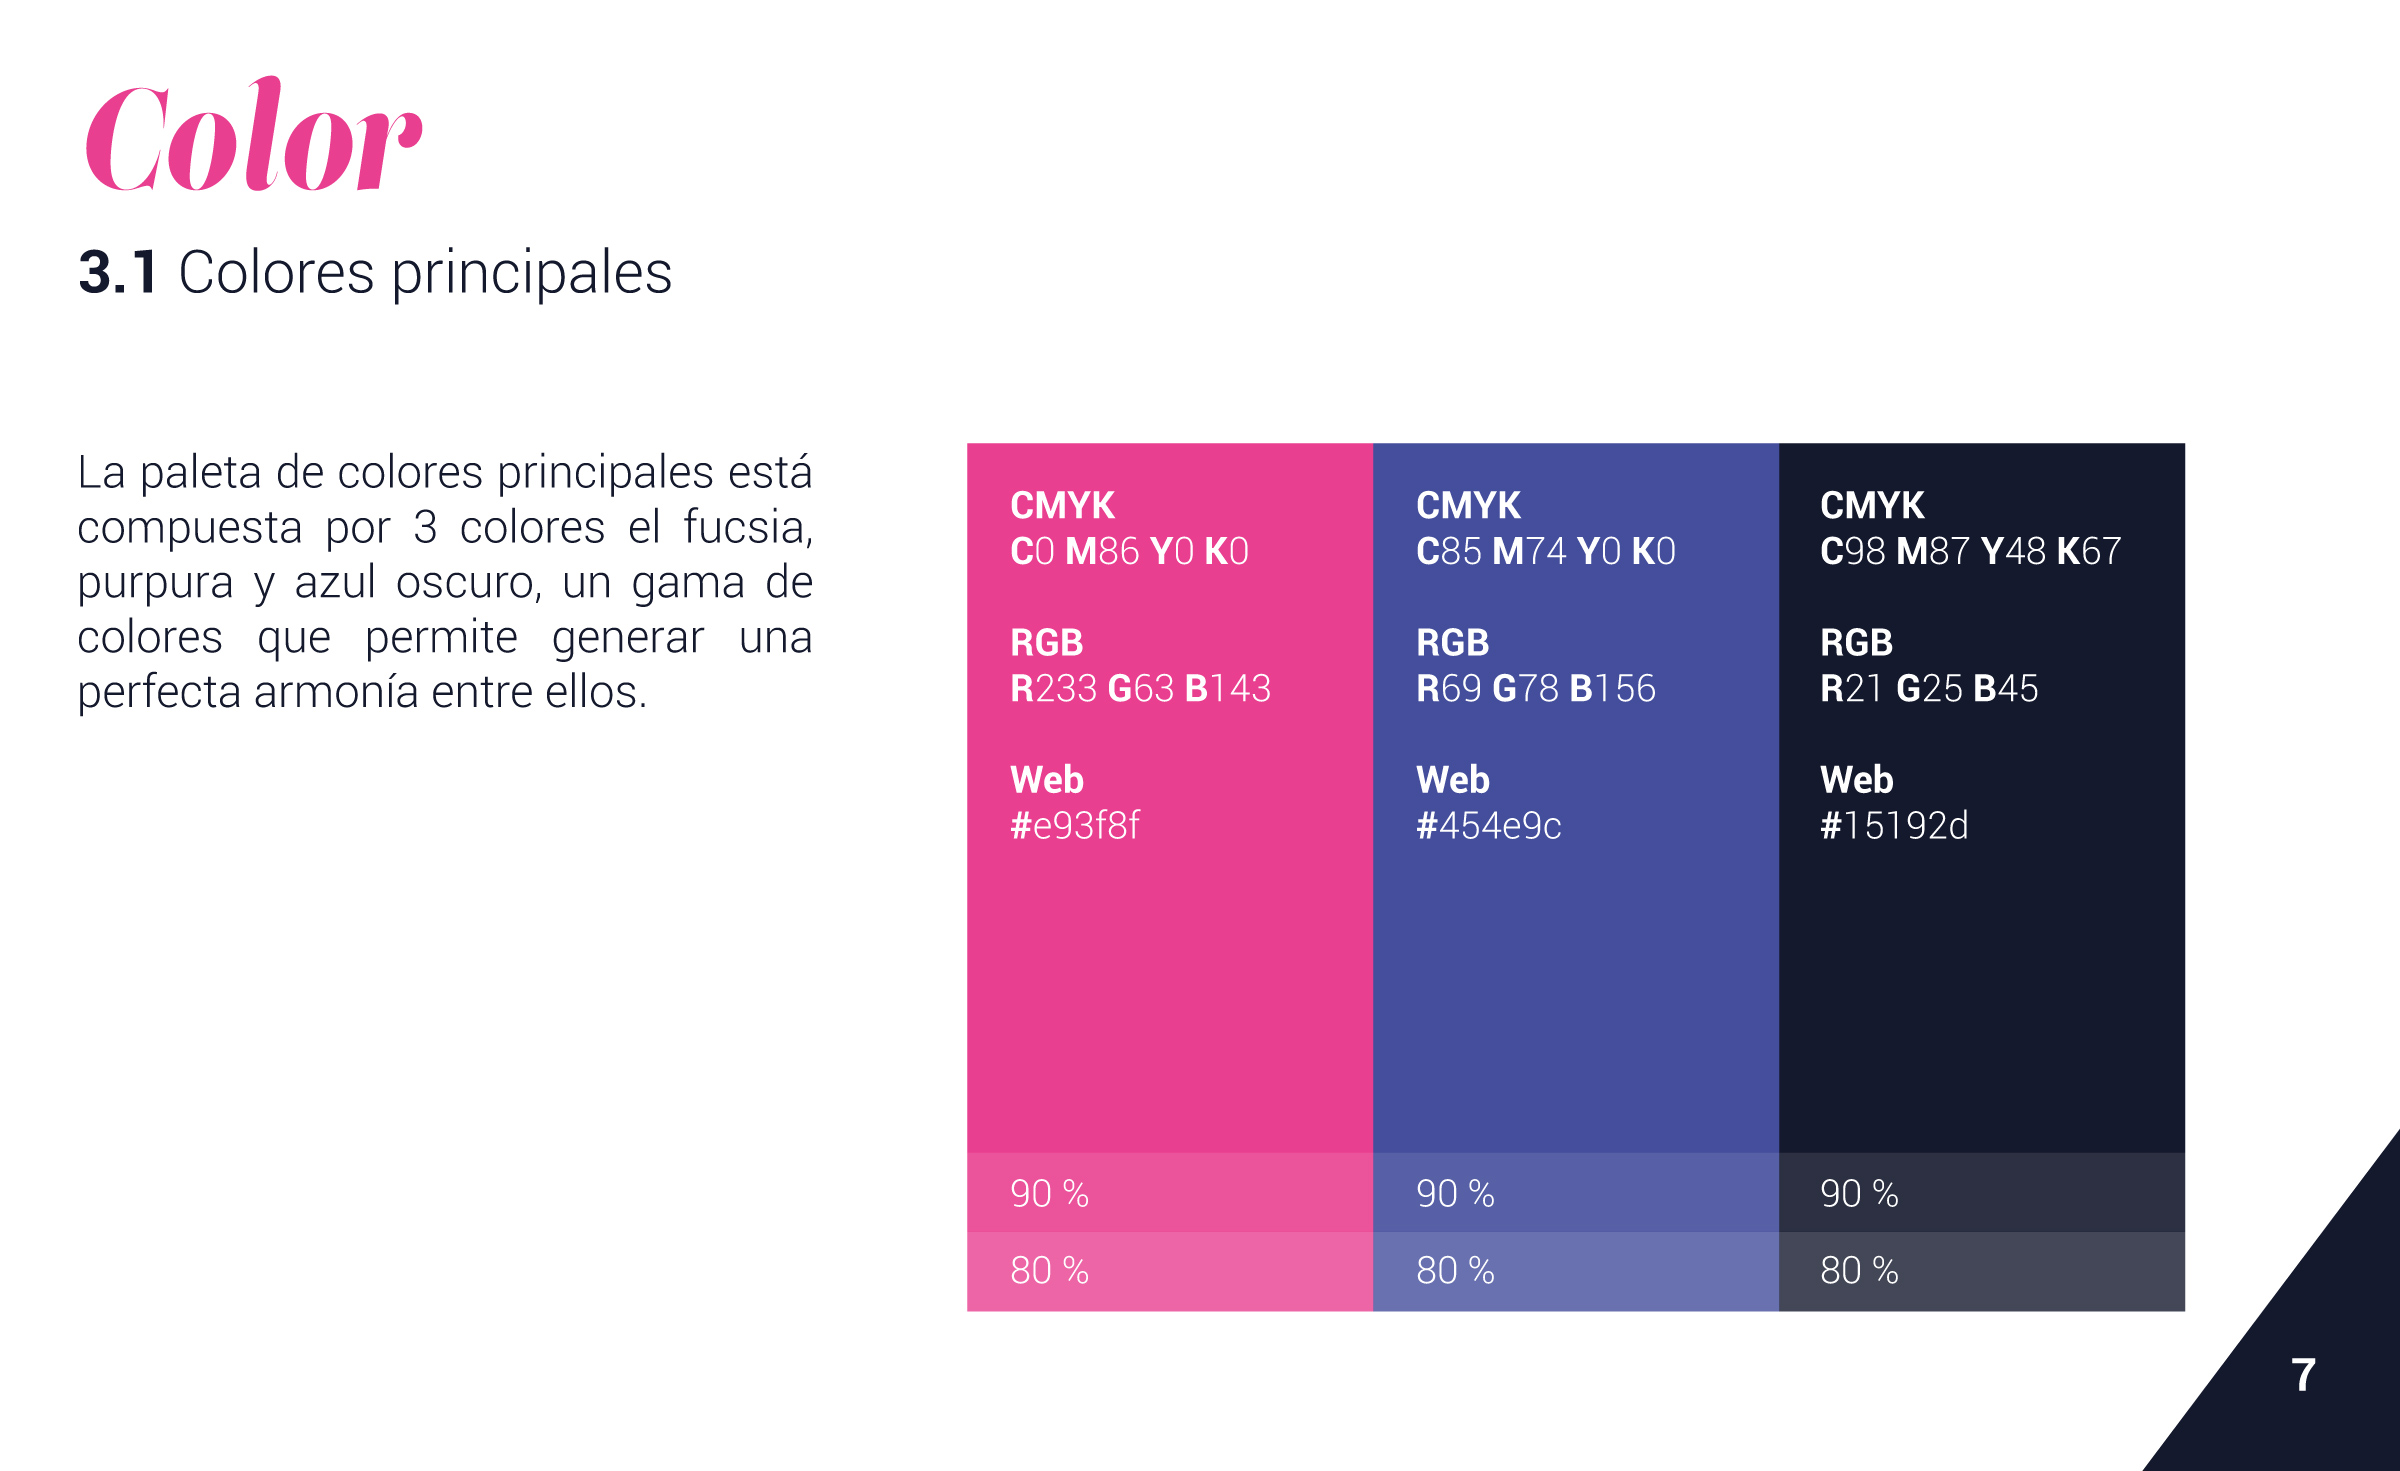 Color
3.1 Colores principales
La paleta de colores principales está
compuesta por 3 colores el fucsia,
purpura y azul oscuro, un gama de
colores que permite generar una
perfecta armonía entre ellos.
CMYK
C0 M86 Y0 K0
RGB
R233 G63 B143
Web
#e93f8f
90 %
80 %
CMYK
C85 M74 Y0 K0
RGB
R69 G78 B156
Web
#454e9c
90 %
80 %
CMYK
C98 M87 Y48 K67
RGB
R21 G25 B45
Web
#15192d
90 %
80 %
7